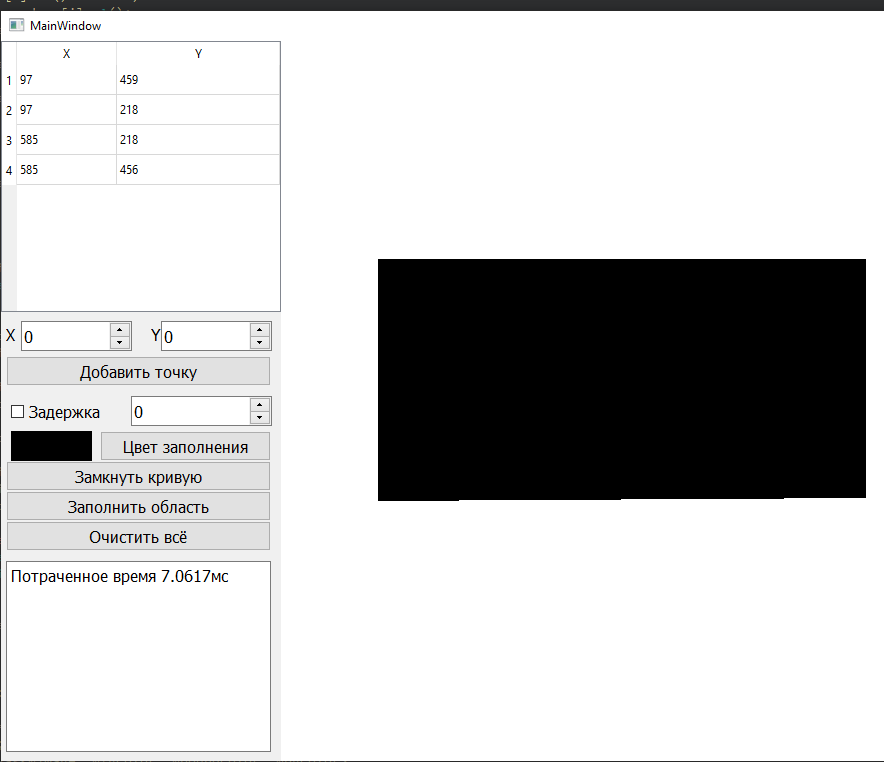 MainWindow
X Y
1 97 459
2 97 218
3 585 218
4 585 456
X 0 Y 0
Добавить точку
Задержка 0
Цвет заполнения
Замкнуть кривую
Заполнить область
Очистить всё
Потраченное время 7.0617мс